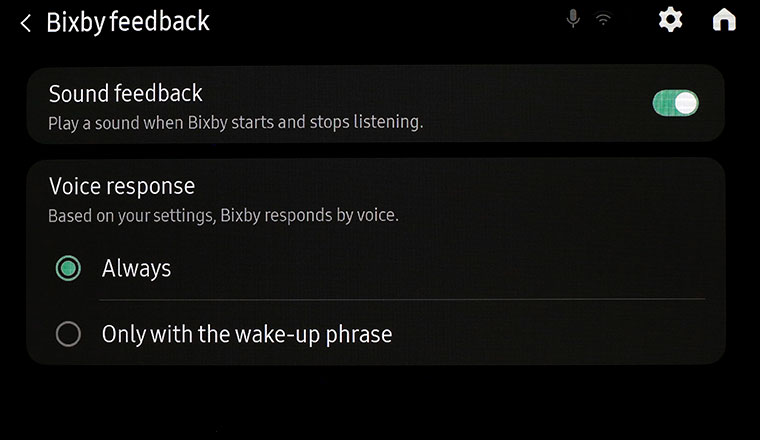 Bixby feedback
Sound feedback
Play a sound when Bixby starts and stops listening.
Voice response
Based on your settings, Bixby responds by voice.
Always
Only with the wake-up phrase